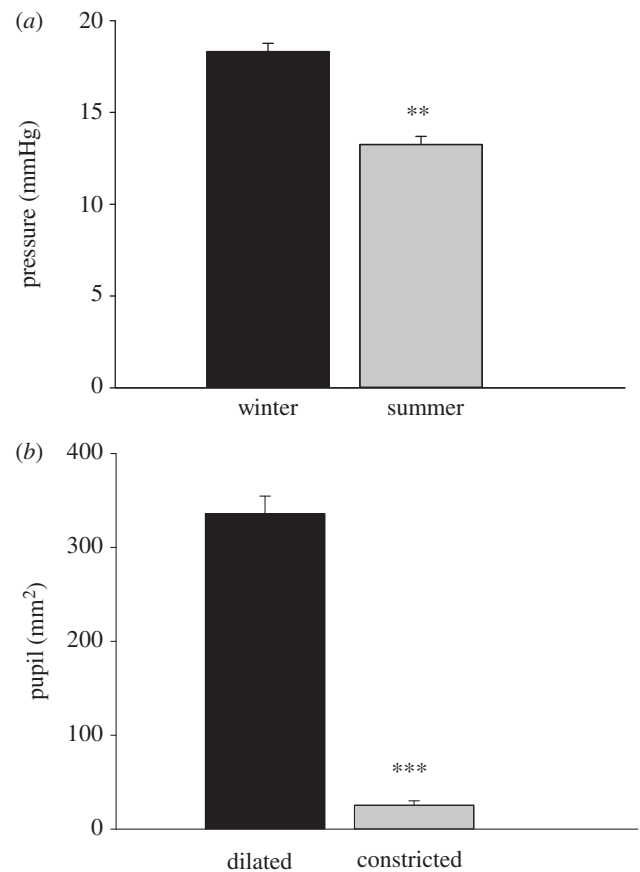 (a)
20
15
10
5
0
pressure (mmHg)
**
winter summer
(b)
400
300
200
100
0
pupil (mm²)
***
dilated constricted